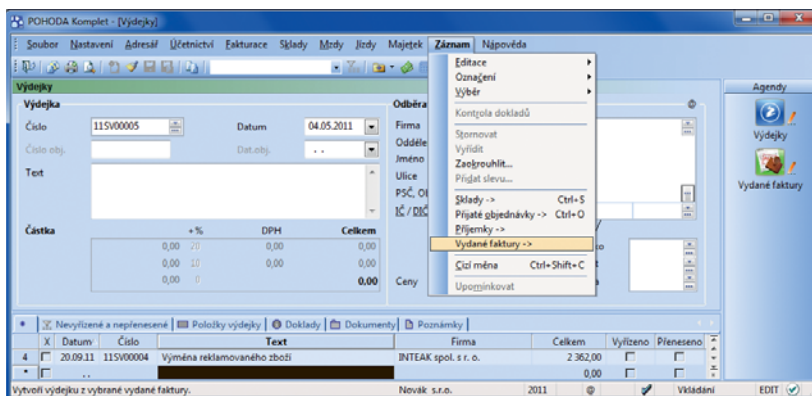 POHODA Komplet - [Výdejky]
Soubor Nastavení Adresář Účetnictví Fakturace Sklady Mzdy Jízdy Majetek Záznam Nápověda
Výdejky
Agendy
Výdejka
Odběra
Číslo 11SV00005 Datum 04.05.2011 Firma
Číslo obj. Dat.obj. . . Odděle
Jméno
Text Ulice
PSČ, Ob
IČ / DIČ
Částka +% DPH Celkem
0,00 20 0,00
0,00 10 0,00
0,00 0 0,00 Ceny
Editace
Označení
Výběr
Kontrola dokladů
Stornovat
Vyřídit
Zaokrouhlit...
Přidat slevu...
Sklady -> Ctrl+S
Přijaté objednávky -> Ctrl+O
Příjemky ->
Vydané faktury ->
Cizí měna Ctrl+Shift+C
Upomínkovat
Výdejky
Vydané faktury
Nevyřízené a nepřenesené Položky výdejky Doklady Dokumenty Poznámky
X Datum Číslo Text Firma Celkem Vyřízeno Přeneseno
4 20.09.11 11SV00004 Výměna reklamovaného zboží INTEAK spol. s r. o. 2 362,00
* . . 0,00
Vytvoří výdejku z vybrané vydané faktury. Novák s.r.o. 2011 @ Vkládání EDIT